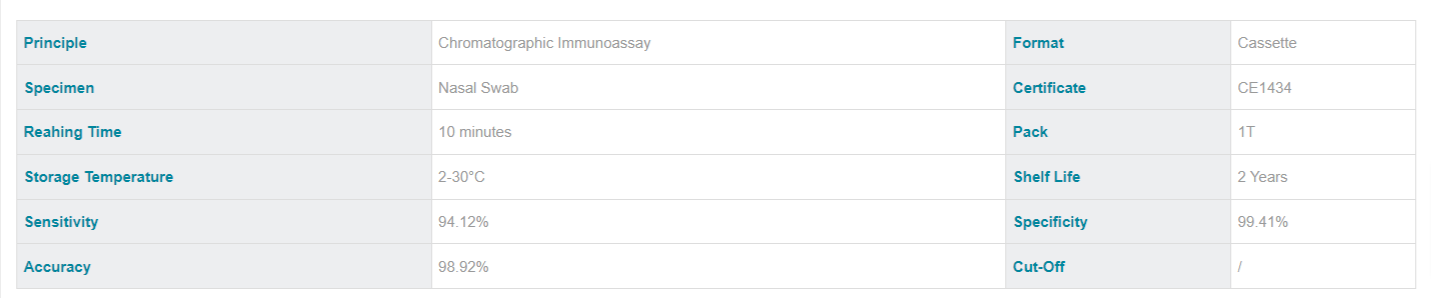 Principle Chromatographic Immunoassay Format Cassette
Specimen Nasal Swab Certificate CE1434
Reahing Time 10 minutes Pack 1T
Storage Temperature 2-30°C Shelf Life 2 Years
Sensitivity 94.12% Specificity 99.41%
Accuracy 98.92% Cut-Off /